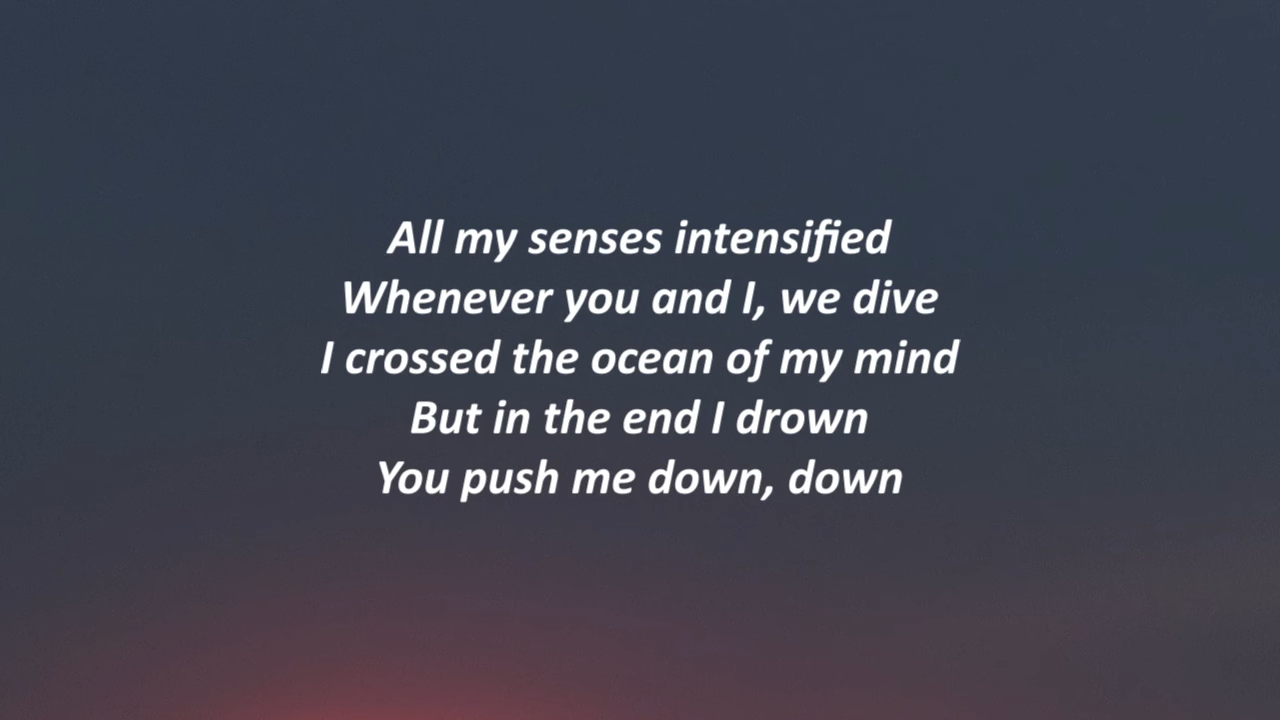 All my senses intensified
Whenever you and I, we dive
I crossed the ocean of my mind
But in the end I drown
You push me down, down